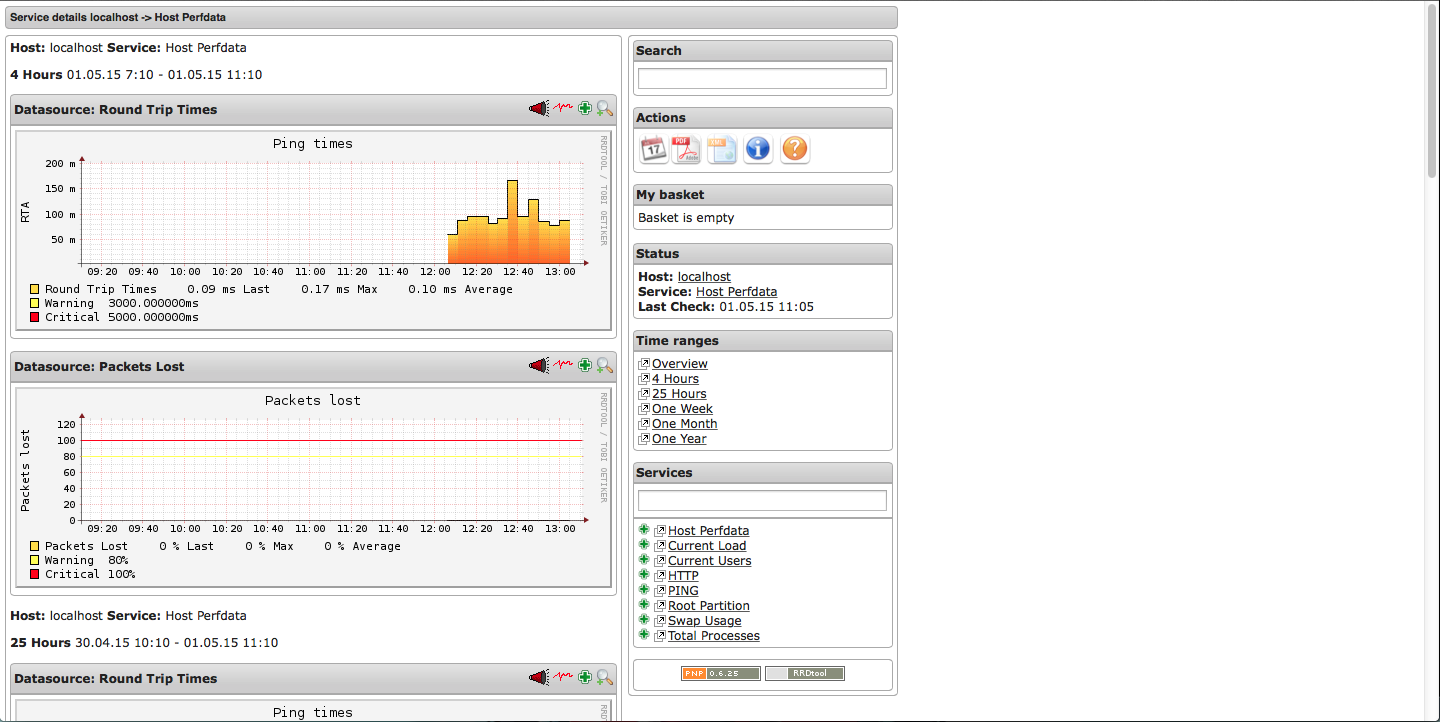 Service details localhost -> Host Perfdata
Host: localhost Service: Host Perfdata
4 Hours 01.05.15 7:10 - 01.05.15 11:10
Datasource: Round Trip Times
Ping times
RRDTOOL / TOBI OETIKER
RTA
200 m
150 m
100 m
50 m
09:20 09:40 10:00 10:20 10:40 11:00 11:20 11:40 12:00 12:20 12:40 13:00
Round Trip Times 0.09 ms Last 0.17 ms Max 0.10 ms Average
Warning 3000.000000ms
Critical 5000.000000ms
Datasource: Packets Lost
Packets lost
RRDTOOL / TOBI OETIKER
Packets lost
120
100
80
60
40
20
0
09:20 09:40 10:00 10:20 10:40 11:00 11:20 11:40 12:00 12:20 12:40 13:00
Packets Lost 0 % Last 0 % Max 0 % Average
Warning 80%
Critical 100%
Host: localhost Service: Host Perfdata
25 Hours 30.04.15 10:10 - 01.05.15 11:10
Datasource: Round Trip Times
Ping times
Search
Actions
17
PDF
Adobe
XML
My basket
Basket is empty
Status
Host: localhost
Service: Host Perfdata
Last Check: 01.05.15 11:05
Time ranges
Overview
4 Hours
25 Hours
One Week
One Month
One Year
Services
Host Perfdata
Current Load
Current Users
HTTP
PING
Root Partition
Swap Usage
Total Processes
PNP 0.6.25 RRDtool